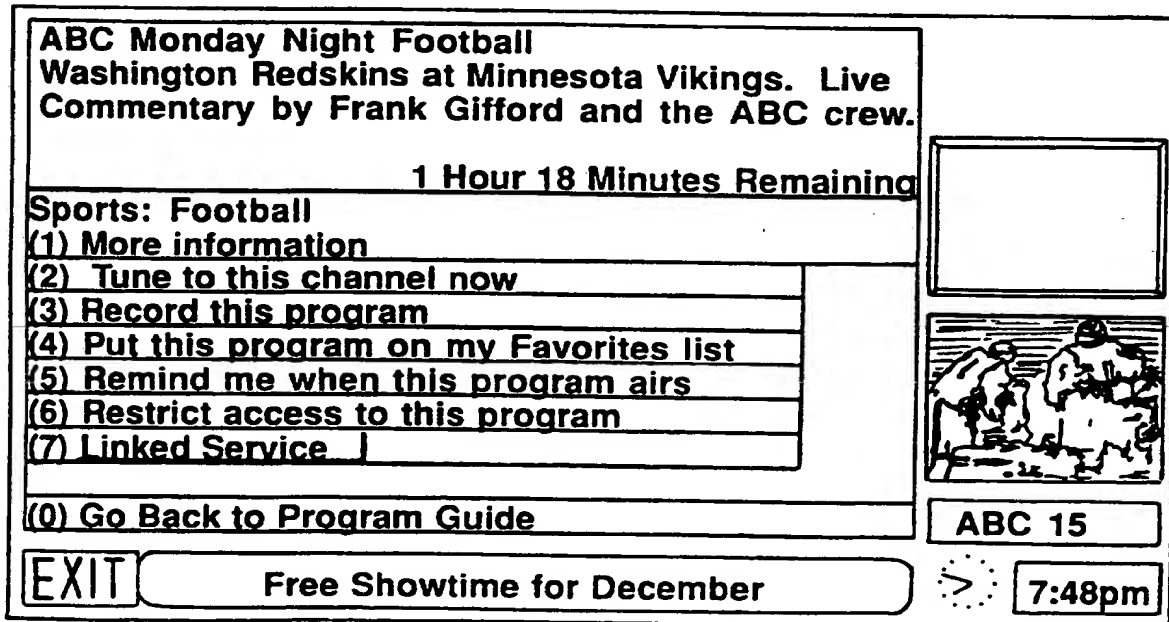 ABC Monday Night Football
Washington Redskins at Minnesota Vikings. Live
Commentary by Frank Gifford and the ABC crew.
1 Hour 18 Minutes Remaining
Sports: Football
(1) More information
(2) Tune to this channel now
(3) Record this program
(4) Put this program on my Favorites list
(5) Remind me when this program airs
(6) Restrict access to this program
(7) Linked Service
(0) Go Back to Program Guide
ABC 15
EXIT
Free Showtime for December
7:48pm